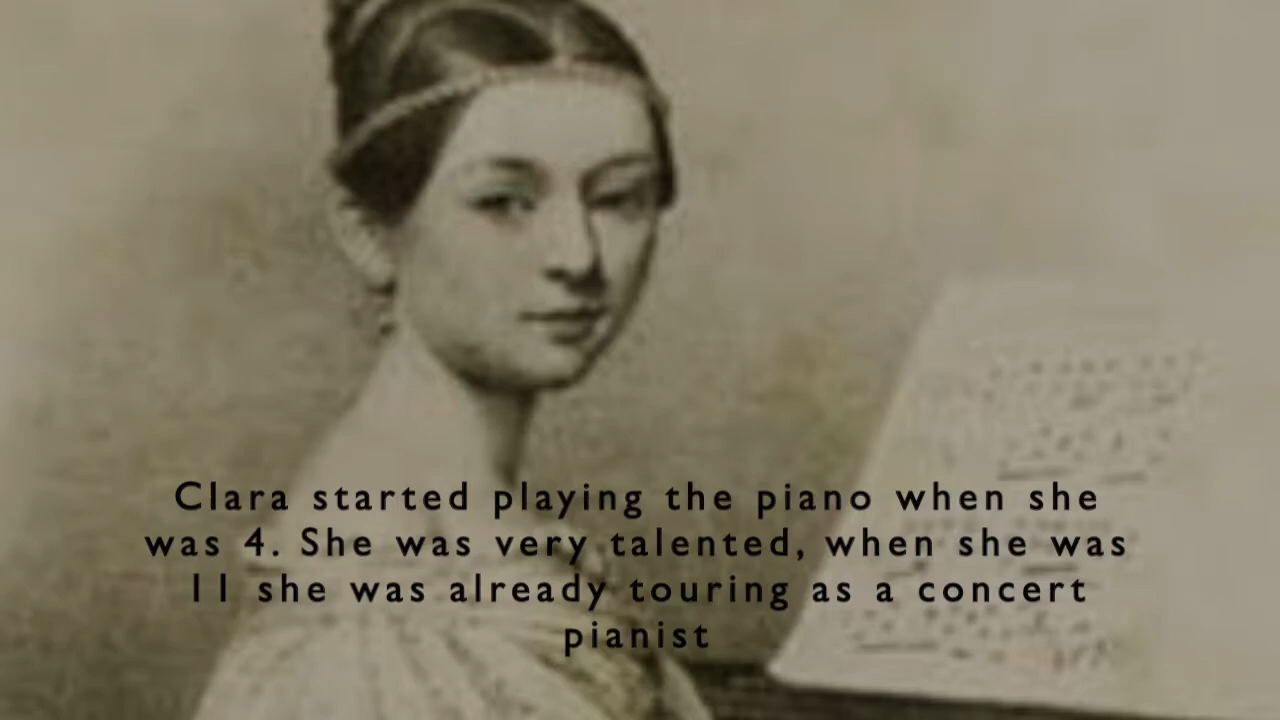 Clara started playing the piano when she
was 4. She was very talented, when she was
11 she was already touring as a concert
pianist